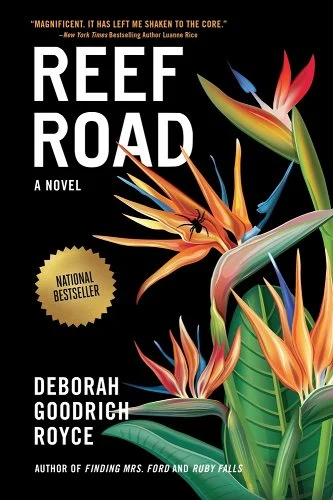 "MAGNIFICENT. IT HAS LEFT ME SHAKEN TO THE CORE."
–New York Times Bestselling Author Luanne Rice
REEF
ROAD
A NOVEL
NATIONAL
BESTSELLER
DEBORAH
GOODRICH
ROYCE
AUTHOR OF FINDING MRS. FORD AND RUBY FALLS